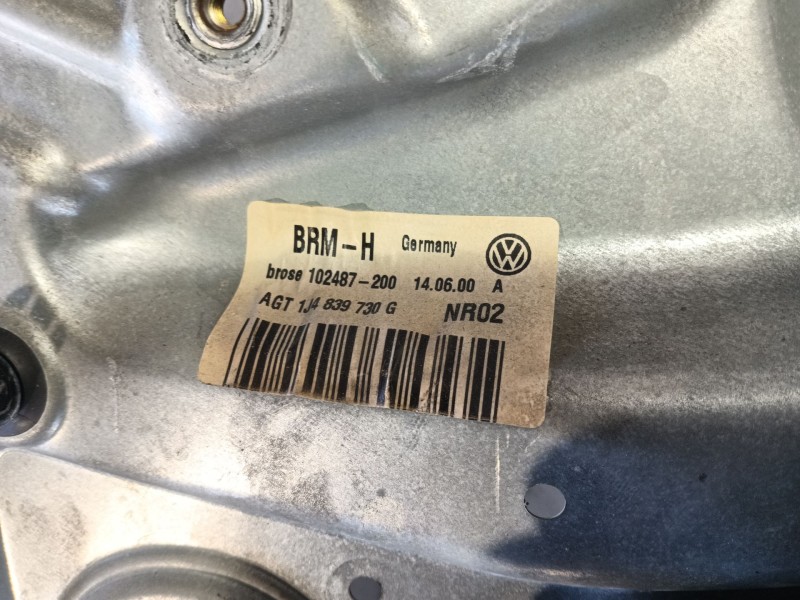 BRM-H Germany
brose 102487-200 14.06.00 A
AGT 1J4 839 730 G NR02